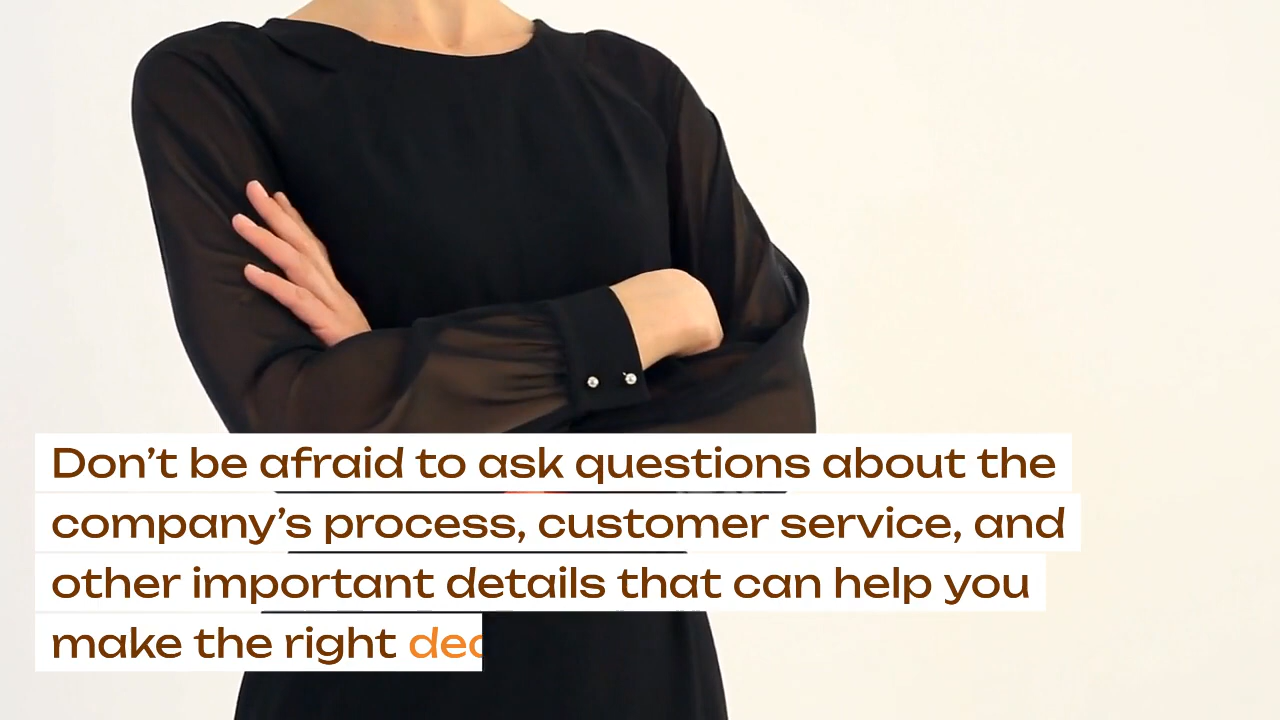 Don’t be afraid to ask questions about the
company’s process, customer service, and
other important details that can help you
make the right